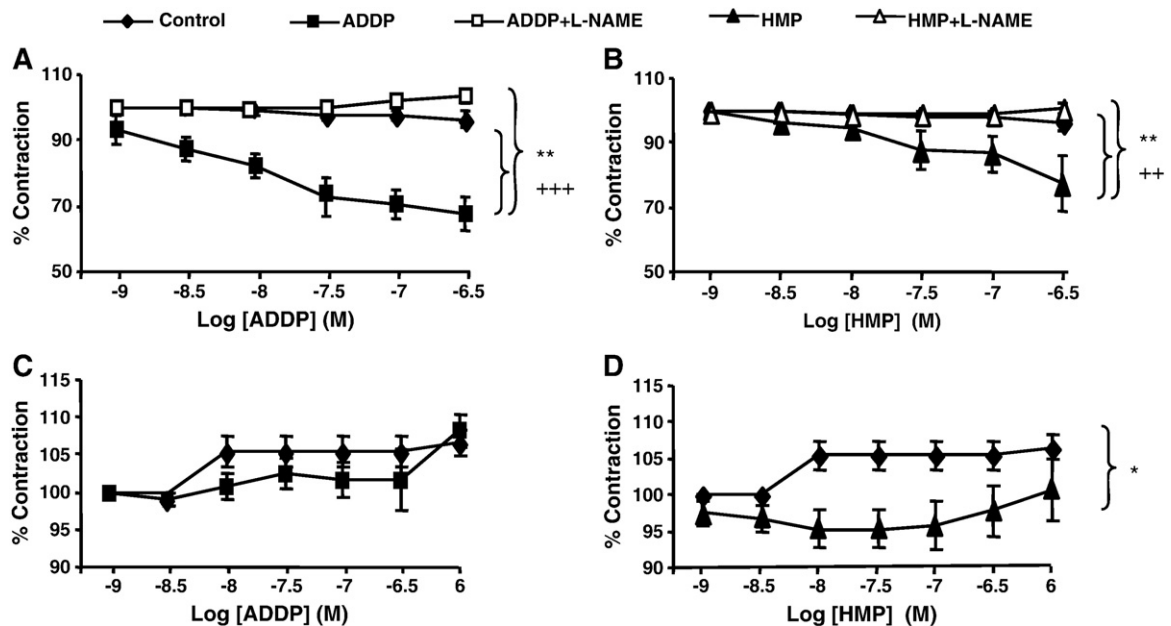 Control ADDP ADDP+L-NAME HMP HMP+L-NAME
A
110
90
70
50
% Contraction
-9 -8.5 -8 -7.5 -7 -6.5
Log [ADDP] (M)
**
+++
B
110
90
70
50
% Contraction
-9 -8.5 -8 -7.5 -7 -6.5
Log [HMP] (M)
**
++
C
115
110
105
100
95
90
% Contraction
-9 -8.5 -8 -7.5 -7 -6.5 6
Log [ADDP] (M)
D
115
110
105
100
95
90
% Contraction
-9 -8.5 -8 -7.5 -7 -6.5 6
Log [HMP] (M)
*